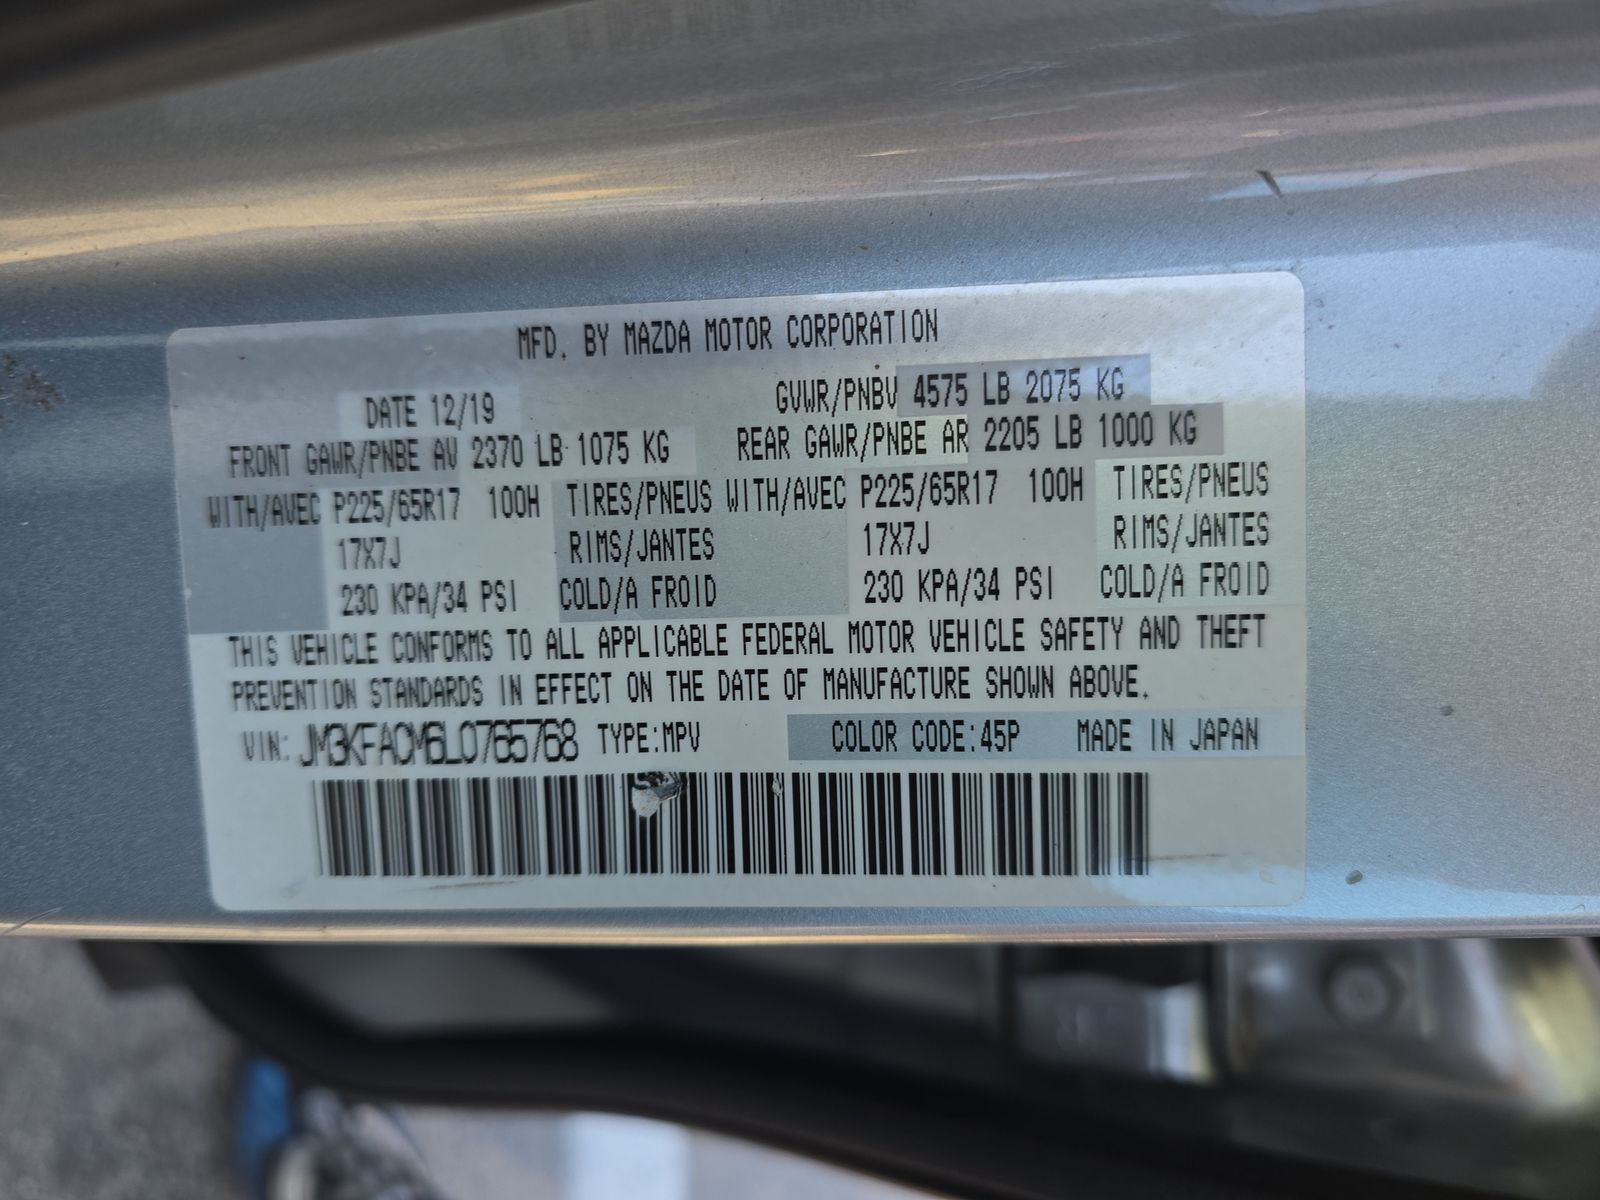 MFD. BY MAZDA MOTOR CORPORATION
DATE 12/19 GVWR/PNBV 4575 LB 2075 KG
FRONT GAWR/PNBE AV 2370 LB 1075 KG REAR GAWR/PNBE AR 2205 LB 1000 KG
WITH/AVEC P225/65R17 100H TIRES/PNEUS WITH/AVEC P225/65R17 100H TIRES/PNEUS
17X7J RIMS/JANTES 17X7J RIMS/JANTES
230 KPA/34 PSI COLD/A FROID 230 KPA/34 PSI COLD/A FROID
THIS VEHICLE CONFORMS TO ALL APPLICABLE FEDERAL MOTOR VEHICLE SAFETY AND THEFT
PREVENTION STANDARDS IN EFFECT ON THE DATE OF MANUFACTURE SHOWN ABOVE.
VIN: JM3KFACM6L0765768 TYPE:MPV COLOR CODE:45P MADE IN JAPAN